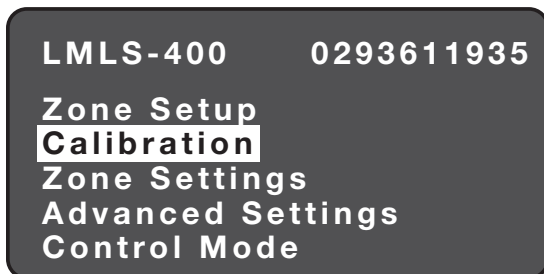 LMLS-400 0293611935
Zone Setup
Calibration
Zone Settings
Advanced Settings
Control Mode